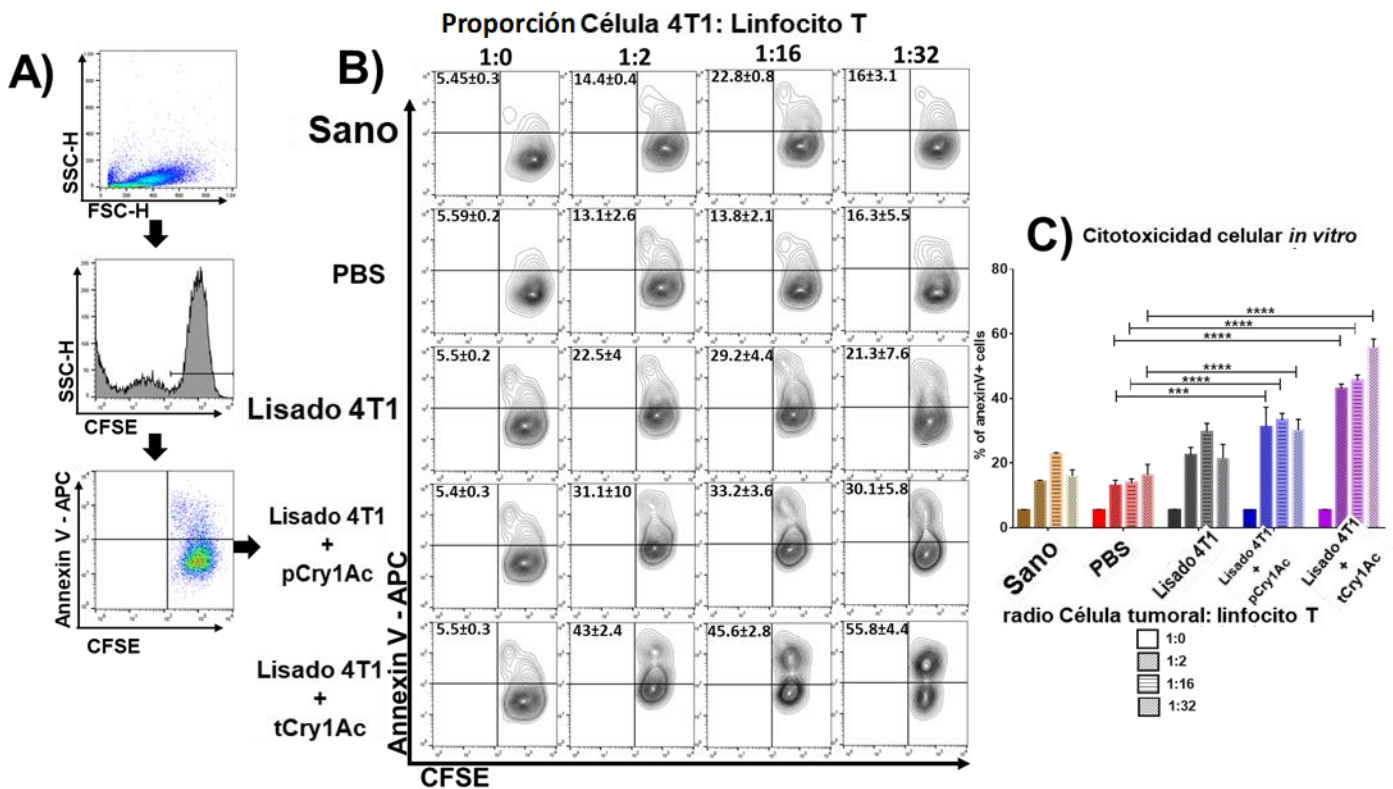 A)
SSC-H
FSC-H
SSC-H
CFSE
Annexin V - APC
CFSE
B)
Proporción Célula 4T1: Linfocito T
1:0 1:2 1:16 1:32
Sano
5.45±0.3 14.4±0.4 22.8±0.8 16±3.1
PBS
5.59±0.2 13.1±2.6 13.8±2.1 16.3±5.5
Lisado 4T1
5.5±0.2 22.5±4 29.2±4.4 21.3±7.6
Lisado 4T1
+
pCry1Ac
5.4±0.3 31.1±10 33.2±3.6 30.1±5.8
Lisado 4T1
+
tCry1Ac
5.5±0.3 43±2.4 45.6±2.8 55.8±4.4
Annexin V - APC
CFSE
C)
Citotoxicidad celular in vitro
% of anexinV+ cells
80
60
40
20
0
****
****
****
****
****
***
Sano
PBS
Lisado 4T1
Lisado 4T1
+
pCry1Ac
Lisado 4T1
+
tCry1Ac
radio Célula tumoral: linfocito T
1:0
1:2
1:16
1:32